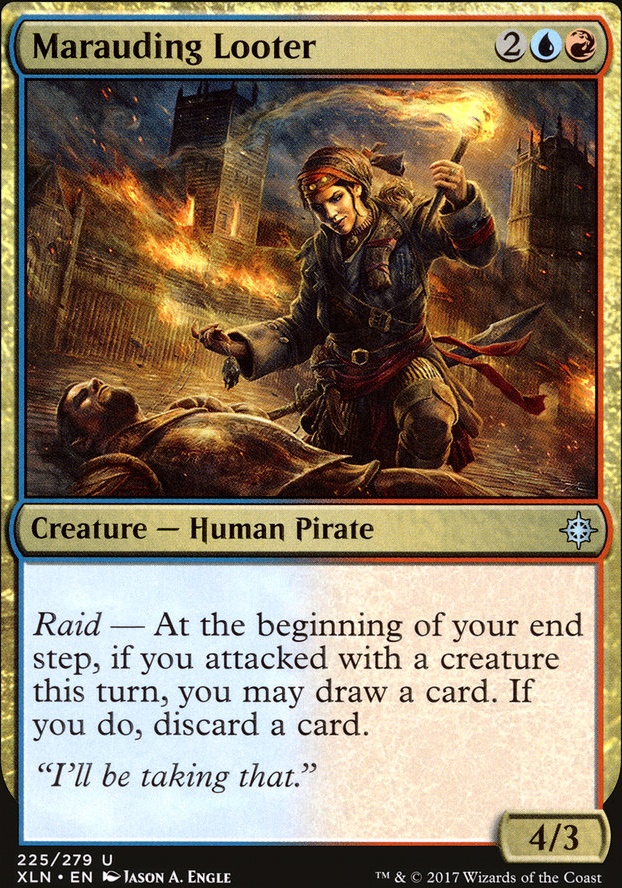 Marauding Looter 2
Creature — Human Pirate
Raid — At the beginning of your end
step, if you attacked with a creature
this turn, you may draw a card. If
you do, discard a card.
“I’ll be taking that.”
4/3
225/279 U
XLN • EN Jason A. Engle ™ & © 2017 Wizards of the Coast